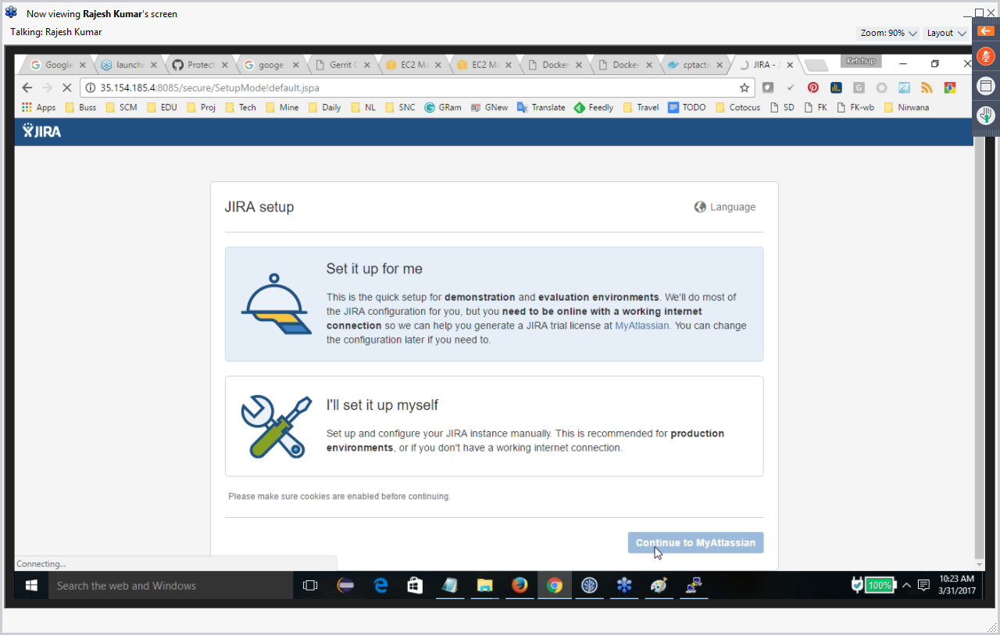 Now viewing Rajesh Kumar's screen
Talking: Rajesh Kumar
Zoom: 90%
Layout
Google
launche
Protect
googe
Gerrit C
EC2 Ma
EC2 Ma
Docker
Docker
cptacti
JIRA - J
Ketchup
35.154.185.4:8085/secure/SetupMode!default.jspa
Apps
Buss
SCM
EDU
Proj
Tech
Mine
Daily
NL
SNC
GRam
GNew
Translate
Feedly
Travel
TODO
Cotocus
SD
FK
FK-wb
Nirwana
JIRA
JIRA setup
Language
Set it up for me
This is the quick setup for demonstration and evaluation environments. We'll do most of
the JIRA configuration for you, but you need to be online with a working internet
connection so we can help you generate a JIRA trial license at MyAtlassian. You can change
the configuration later if you need to.
I'll set it up myself
Set up and configure your JIRA instance manually. This is recommended for production
environments, or if you don't have a working internet connection.
Please make sure cookies are enabled before continuing.
Continue to MyAtlassian
Connecting...
Search the web and Windows
100%
10:23 AM
3/31/2017